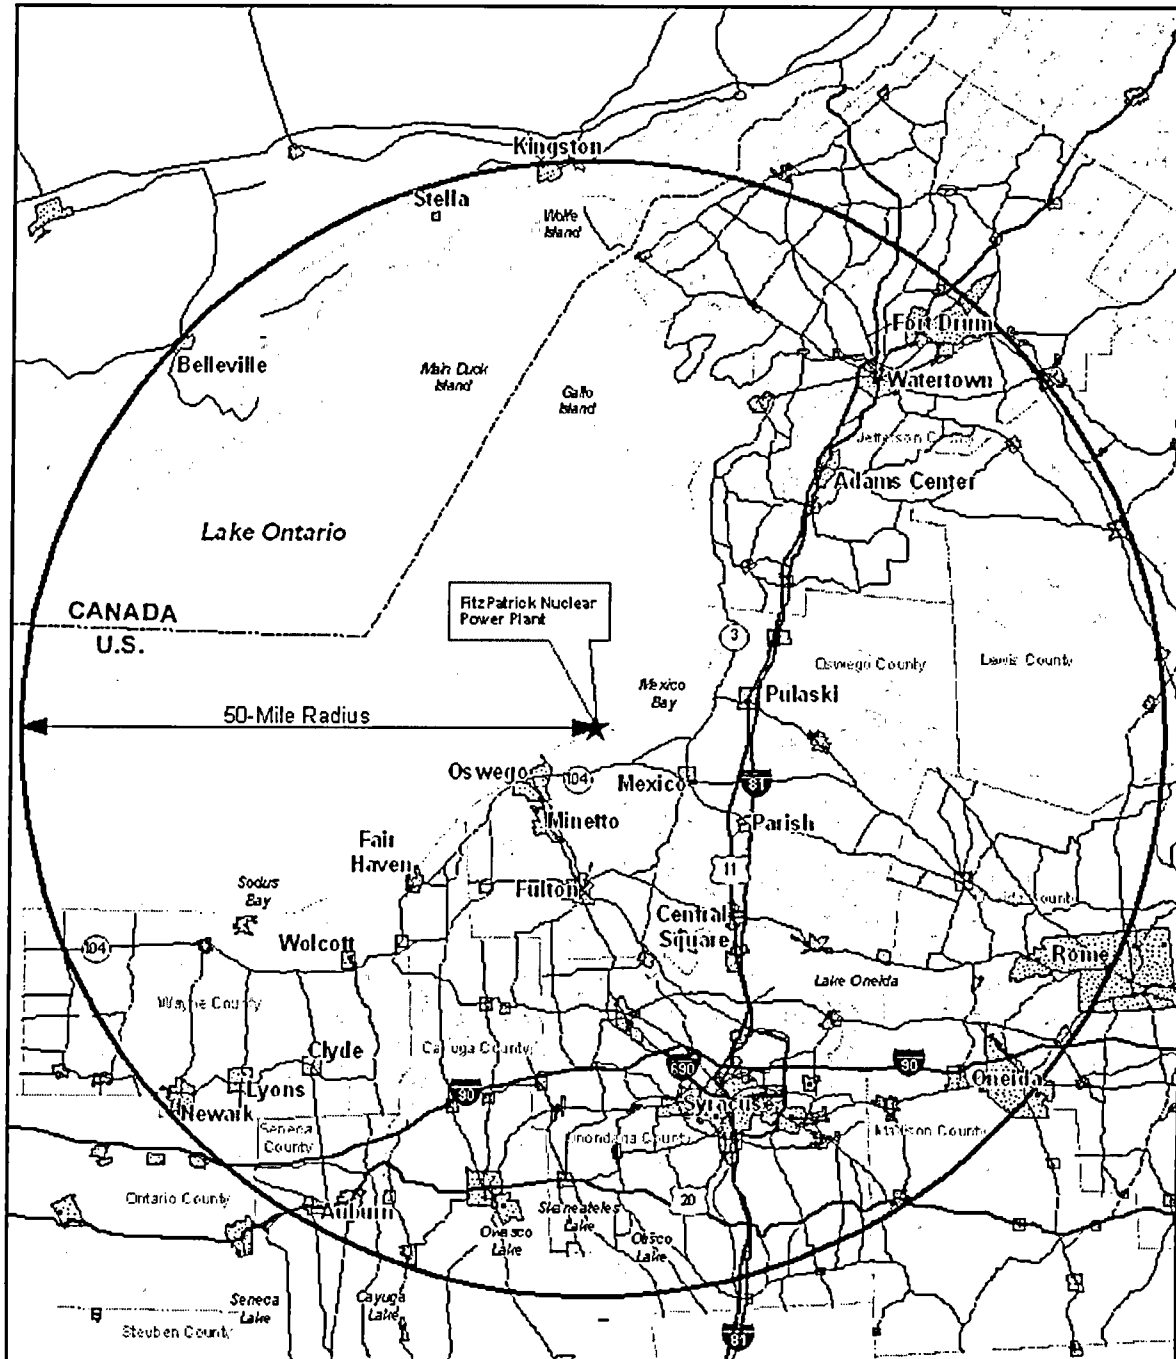 Kingston
Stella
Wolfe
Island
Fort Drum
Belleville
Main Duck
Island
Watertown
Gallo
Island
Jefferson County
Adams Center
Lake Ontario
FitzPatrick Nuclear
Power Plant
CANADA
U.S.
3
Oswego County
Lewis County
Mexico
Bay
Pulaski
50-Mile Radius
Oswego
104
Mexico
81
Minetto
Parish
Fair
Haven
11
Sodus
Bay
Fulton
Central
Square
Wolcott
104
Rome
Lake Oneida
Wayne County
Clyde
Cayuga County
690
90
Oneida
Lyons
90
Newark
Syracuse
Seneca
County
Onondaga County
Madison County
Ontario County
Auburn
Skaneateles
Lake
20
Owasco
Lake
Otisco
Lake
Seneca
Lake
Cayuga
Lake
Steuben County
81